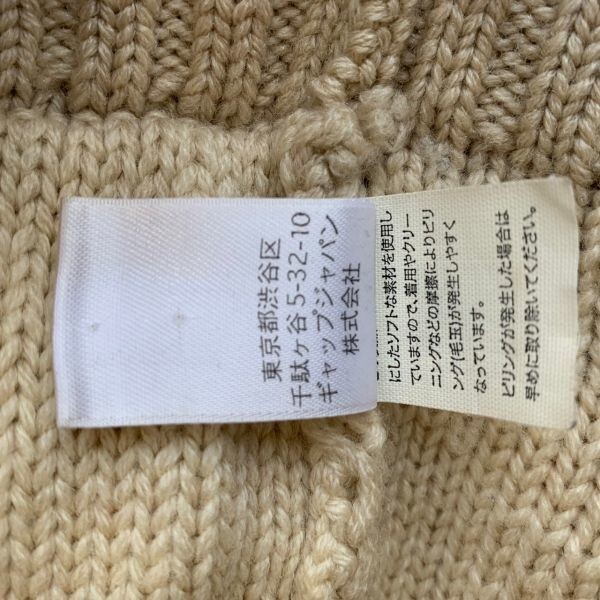 東京都渋谷区
千駄ヶ谷 5-32-10
ギャップジャパン
株式会社
にしたソフトな素材を使用し
ていますので、着用やクリー
ニングなどの摩擦によりピリ
ング(毛玉)が発生しやすく
なっています。
ピリングが発生した場合は
早めに取り除いてください。